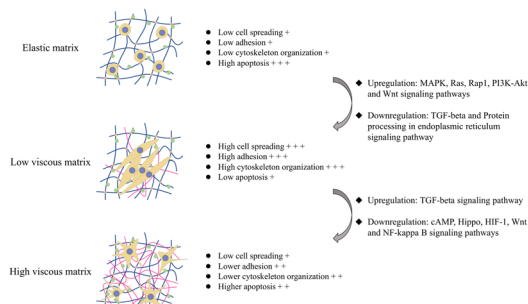 Elastic matrix
● Low cell spreading +
● Low adhesion +
● Low cytoskeleton organization +
● High apoptosis + + +
◆ Upregulation: MAPK, Ras, Rap1, PI3K-Akt
and Wnt signaling pathways
◆ Downregulation: TGF-beta and Protein
processing in endoplasmic reticulum
signaling pathway
Low viscous matrix
● High cell spreading + + +
● High adhesion + + +
● High cytoskeleton organization + + +
● Low apoptosis +
◆ Upregulation: TGF-beta signaling pathway
◆ Downregulation: cAMP, Hippo, HIF-1, Wnt
and NF-kappa B signaling pathways
High viscous matrix
● Low cell spreading +
● Lower adhesion + +
● Lower cytoskeleton organization + +
● Higher apoptosis + +